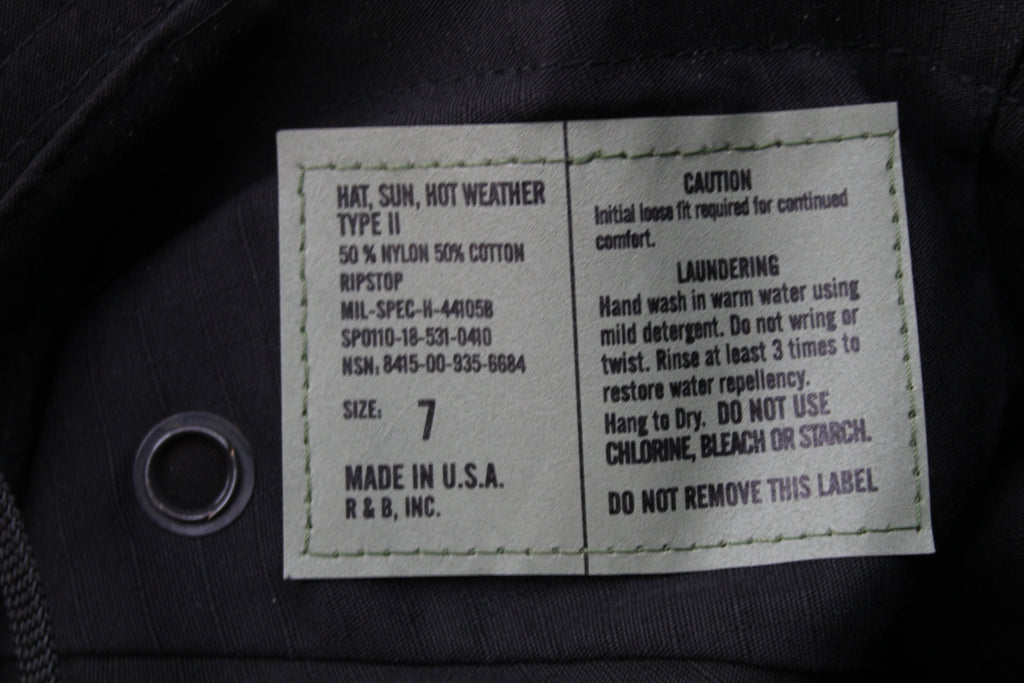 HAT, SUN, HOT WEATHER
TYPE II
50 % NYLON 50% COTTON
RIPSTOP
MIL-SPEC-H-44105B
SPO110-18-531-0410
NSN: 8415-00-935-6684
SIZE: 7
MADE IN U.S.A.
R & B, INC.
CAUTION
Initial loose fit required for continued
comfort.
LAUNDERING
Hand wash in warm water using
mild detergent. Do not wring or
twist. Rinse at least 3 times to
restore water repellency.
Hang to Dry. DO NOT USE
CHLORINE, BLEACH OR STARCH.
DO NOT REMOVE THIS LABEL